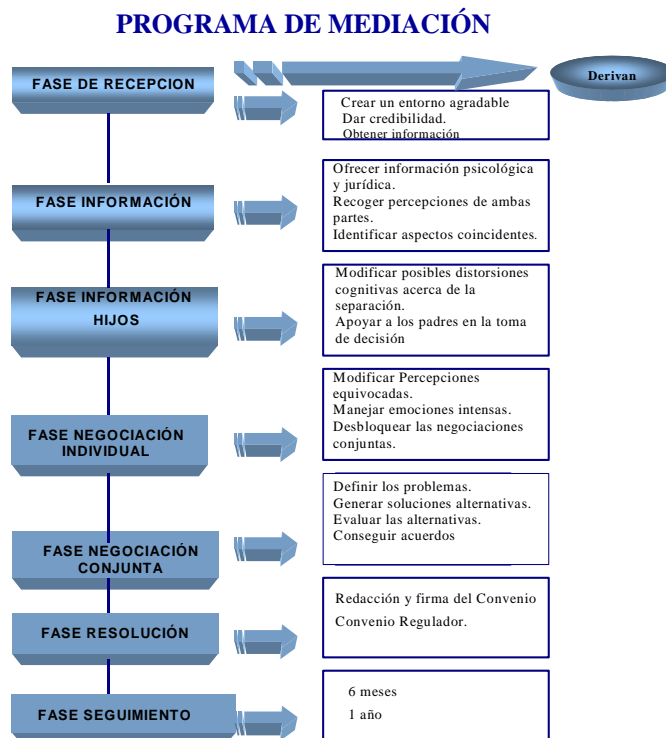 PROGRAMA DE MEDIACIÓN
FASE DE RECEPCION
Derivan
Crear un entorno agradable
Dar credibilidad.
Obtener información
FASE INFORMACIÓN
Ofrecer información psicológica
y jurídica.
Recoger percepciones de ambas
partes.
Identificar aspectos coincidentes.
FASE INFORMACIÓN
HIJOS
Modificar posibles distorsiones
cognitivas acerca de la
separación.
Apoyar a los padres en la toma
de decisión
FASE NEGOCIACIÓN
INDIVIDUAL
Modificar Percepciones
equivocadas.
Manejar emociones intensas.
Desbloquear las negociaciones
conjuntas.
FASE NEGOCIACIÓN
CONJUNTA
Definir los problemas.
Generar soluciones alternativas.
Evaluar las alternativas.
Conseguir acuerdos
FASE RESOLUCIÓN
Redacción y firma del Convenio
Convenio Regulador.
FASE SEGUIMIENTO
6 meses
1 año